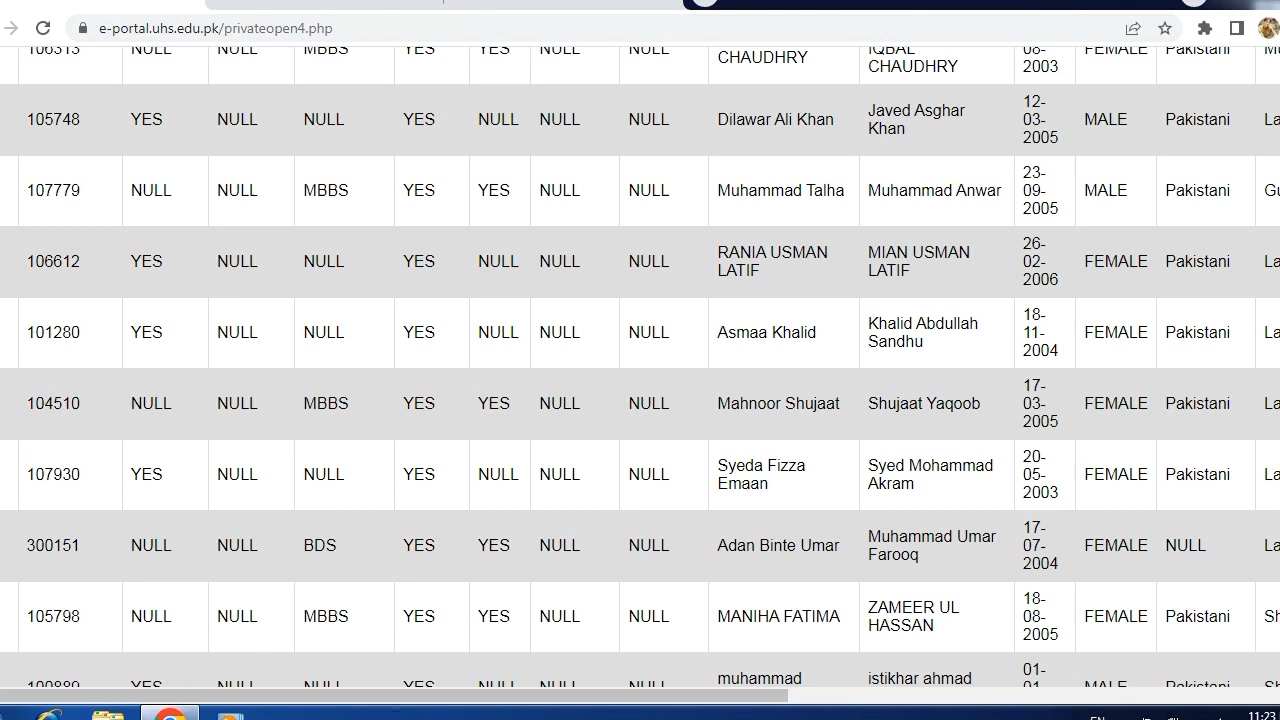 e-portal.uhs.edu.pk/privateopen4.php
106313 NULL NULL MBBS YES YES NULL NULL CHAUDHRY IQBAL CHAUDHRY 08-2003 FEMALE Pakistani
105748 YES NULL NULL YES NULL NULL NULL Dilawar Ali Khan Javed Asghar Khan 12-03-2005 MALE Pakistani La
107779 NULL NULL MBBS YES YES NULL NULL Muhammad Talha Muhammad Anwar 23-09-2005 MALE Pakistani Gu
106612 YES NULL NULL YES NULL NULL NULL RANIA USMAN LATIF MIAN USMAN LATIF 26-02-2006 FEMALE Pakistani La
101280 YES NULL NULL YES NULL NULL NULL Asmaa Khalid Khalid Abdullah Sandhu 18-11-2004 FEMALE Pakistani La
104510 NULL NULL MBBS YES YES NULL NULL Mahnoor Shujaat Shujaat Yaqoob 17-03-2005 FEMALE Pakistani La
107930 YES NULL NULL YES NULL NULL NULL Syeda Fizza Emaan Syed Mohammad Akram 20-05-2003 FEMALE Pakistani La
300151 NULL NULL BDS YES YES NULL NULL Adan Binte Umar Muhammad Umar Farooq 17-07-2004 FEMALE NULL La
105798 NULL NULL MBBS YES YES NULL NULL MANIHA FATIMA ZAMEER UL HASSAN 18-08-2005 FEMALE Pakistani Sh
100889 YES NULL NULL YES NULL NULL NULL muhammad istikhar ahmad 01-01- MALE Pakistani Sh
EN 11:23